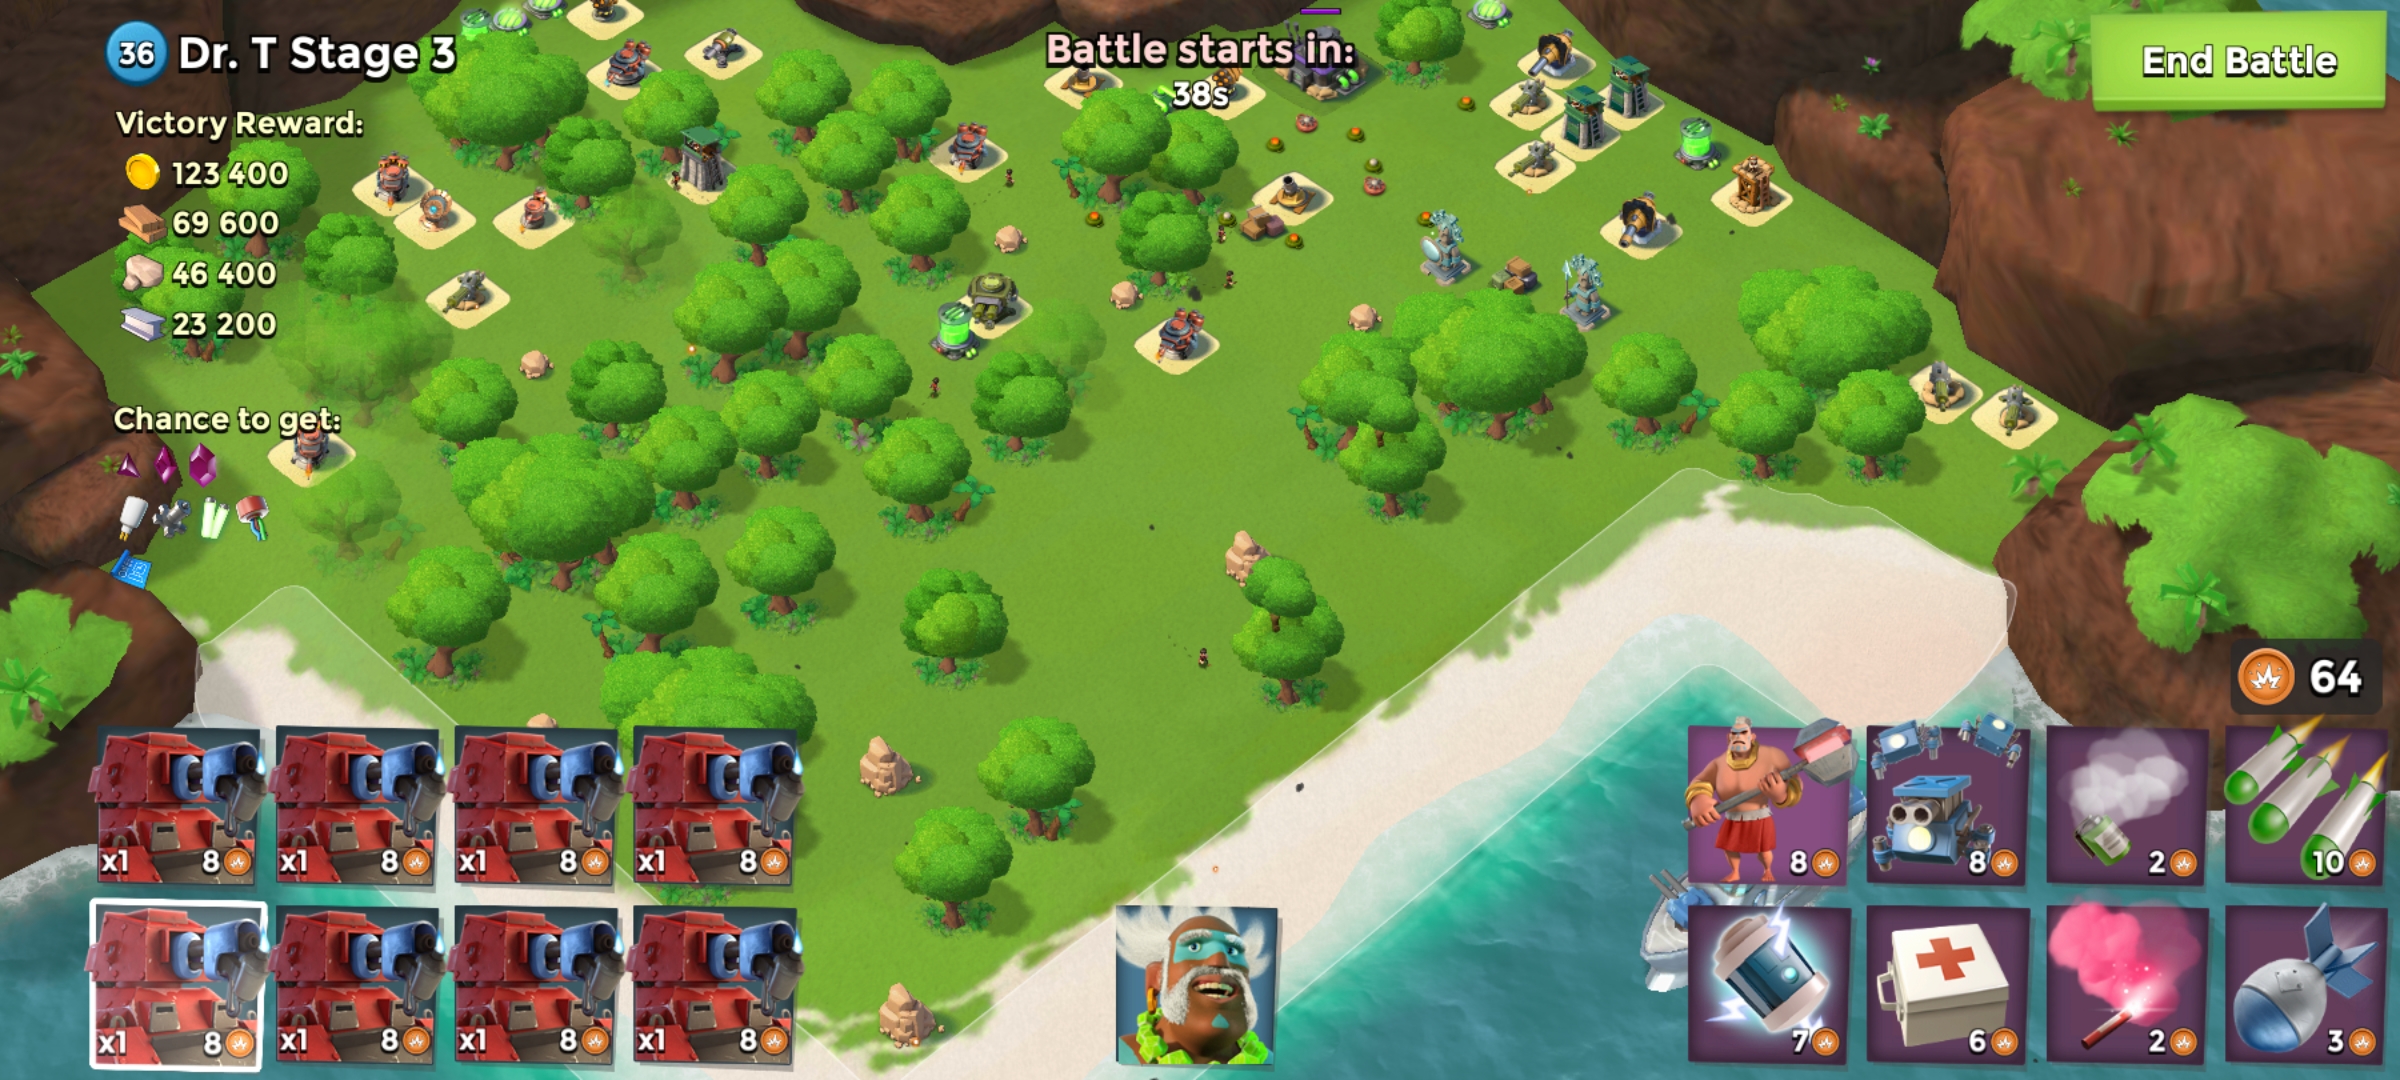 36 Dr. T Stage 3
Battle starts in:
38s
End Battle
Victory Reward:
123 400
69 600
46 400
23 200
Chance to get:
64
x1 8
x1 8
x1 8
x1 8
8
8
2
10
x1 8
x1 8
x1 8
x1 8
7
6
2
3